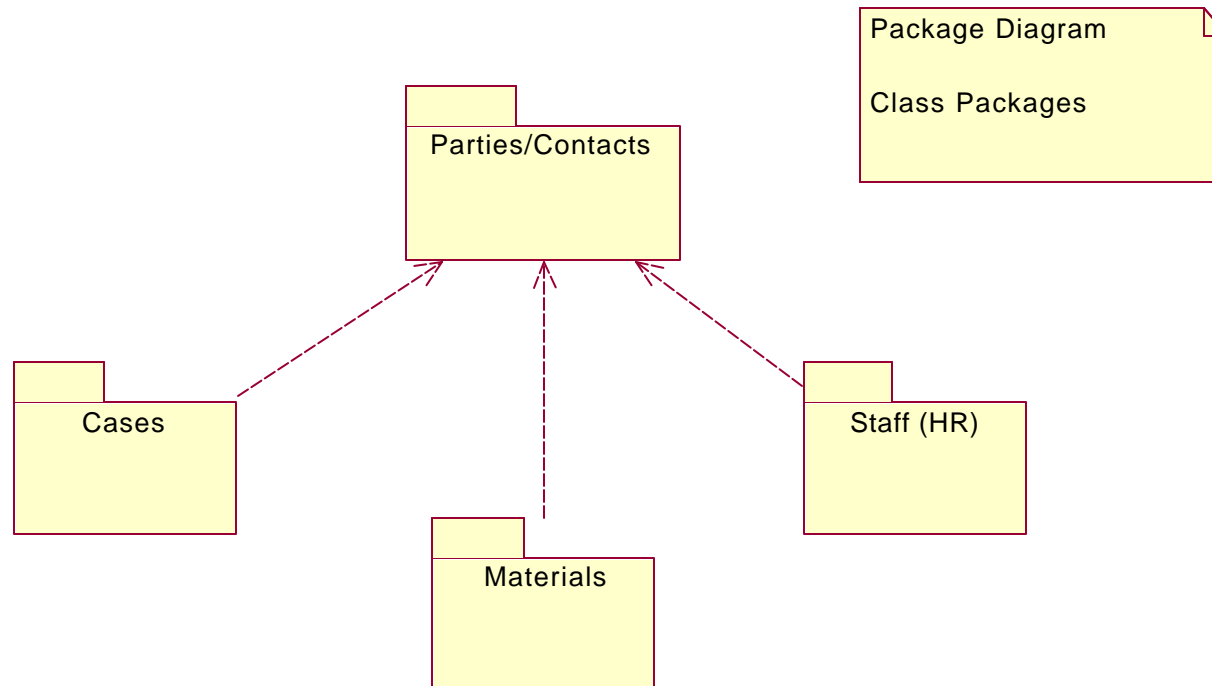 Package Diagram
Class Packages
Parties/Contacts
Cases
Staff (HR)
Materials